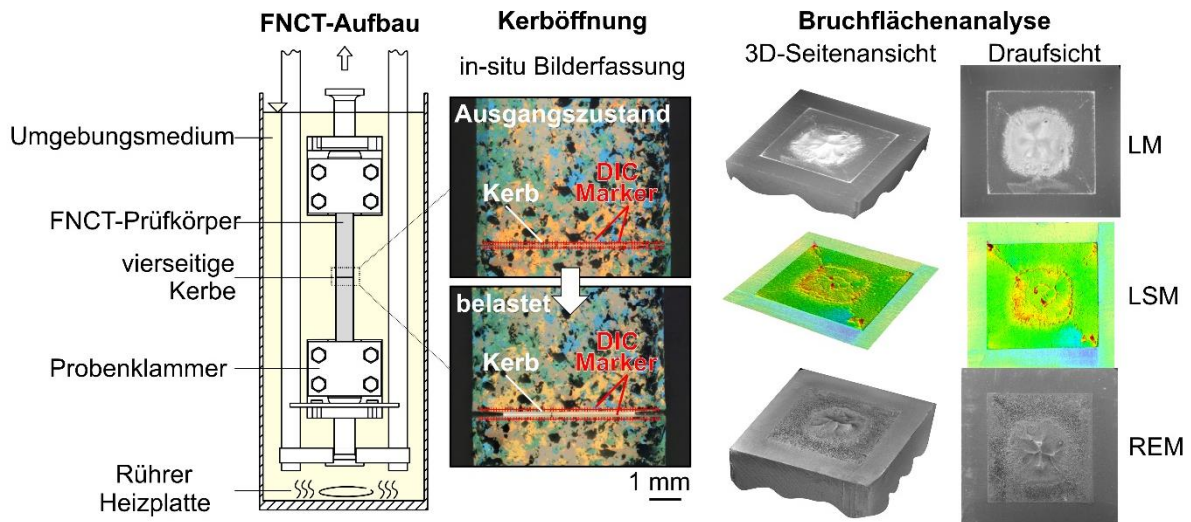 FNCT-Aufbau
Umgebungsmedium
FNCT-Prüfkörper
vierseitige
Kerbe
Probenklammer
Rührer
Heizplatte
Kerböffnung
in-situ Bilderfassung
Ausgangszustand
DIC
Marker
Kerb
belastet
DIC
Marker
Kerb
1 mm
Bruchflächenanalyse
3D-Seitenansicht
Draufsicht
LM
LSM
REM